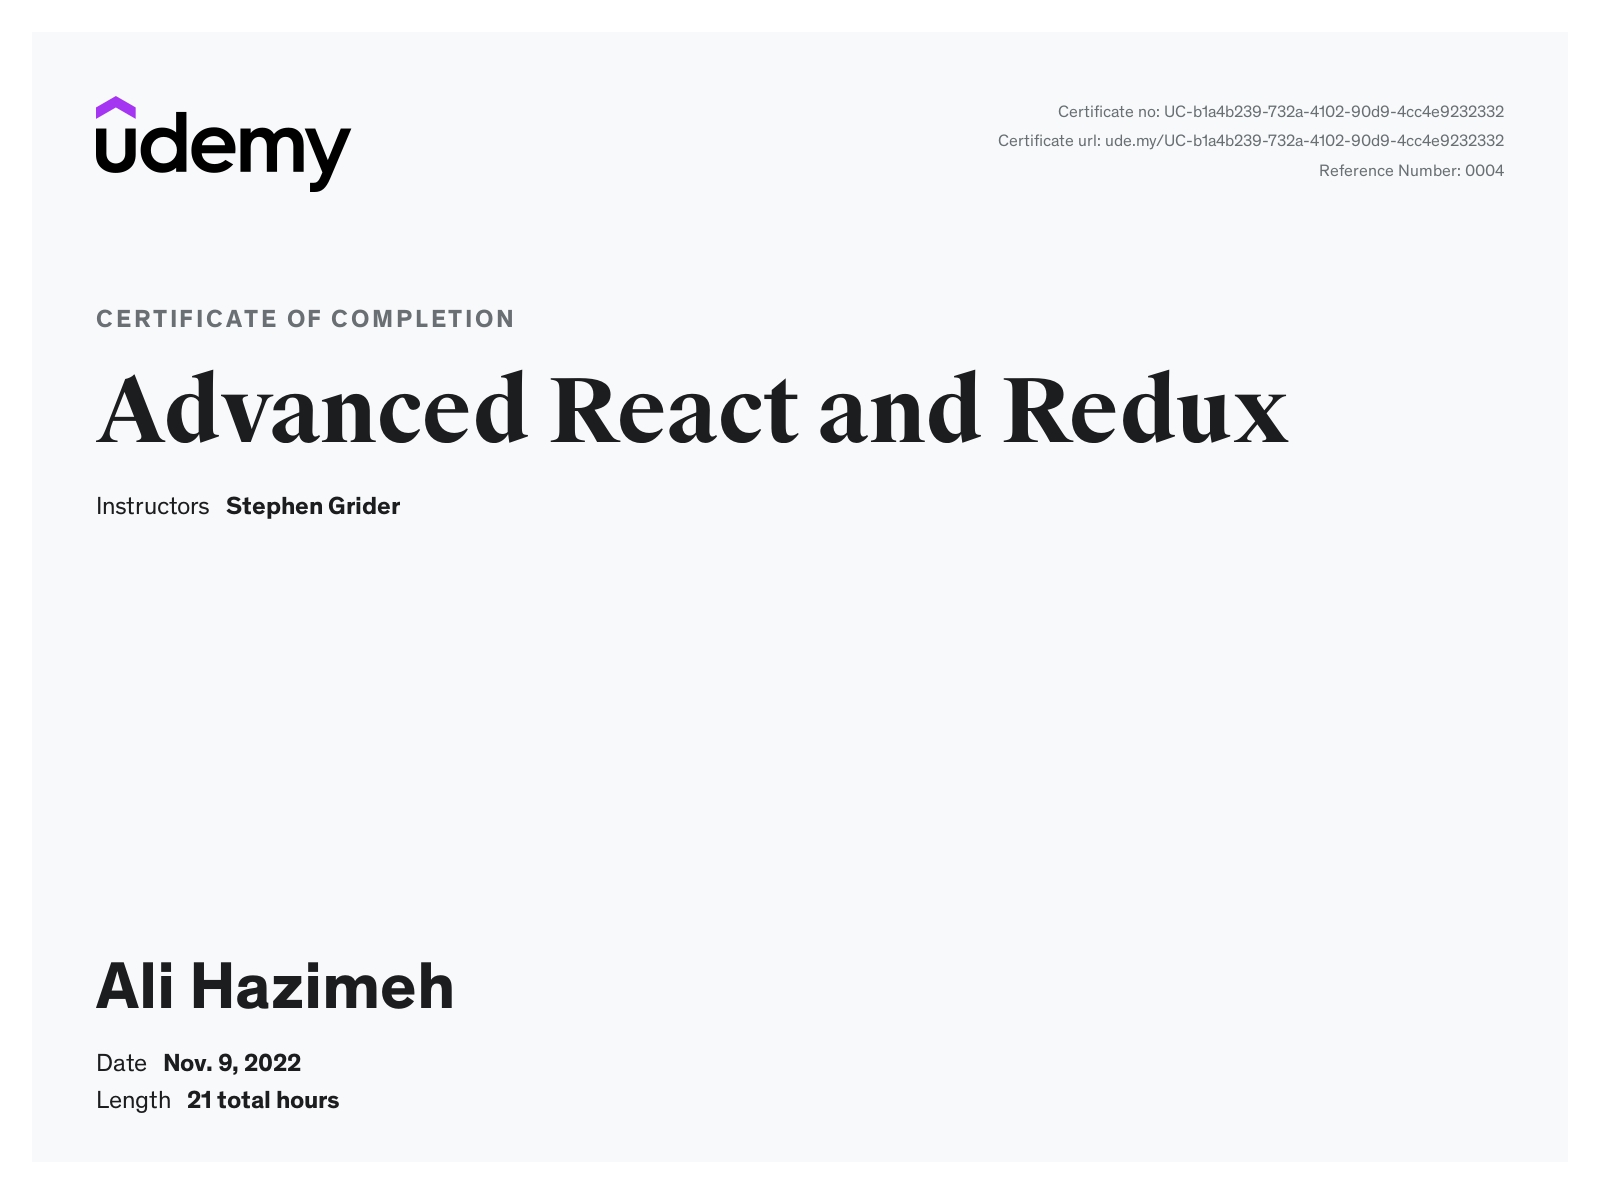 udemy
Certificate no: UC-b1a4b239-732a-4102-90d9-4cc4e9232332
Certificate url: ude.my/UC-b1a4b239-732a-4102-90d9-4cc4e9232332
Reference Number: 0004
CERTIFICATE OF COMPLETION
Advanced React and Redux
Instructors Stephen Grider
Ali Hazimeh
Date Nov. 9, 2022
Length 21 total hours